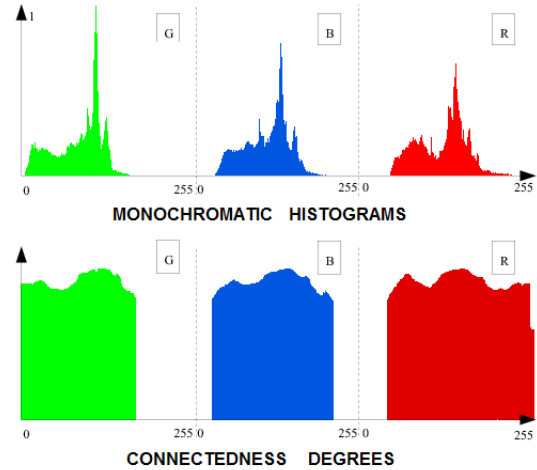 1 G B R
0 255 0 255 0 255
MONOCHROMATIC HISTOGRAMS
G B R
0 255 0 255 0 255
CONNECTEDNESS DEGREES